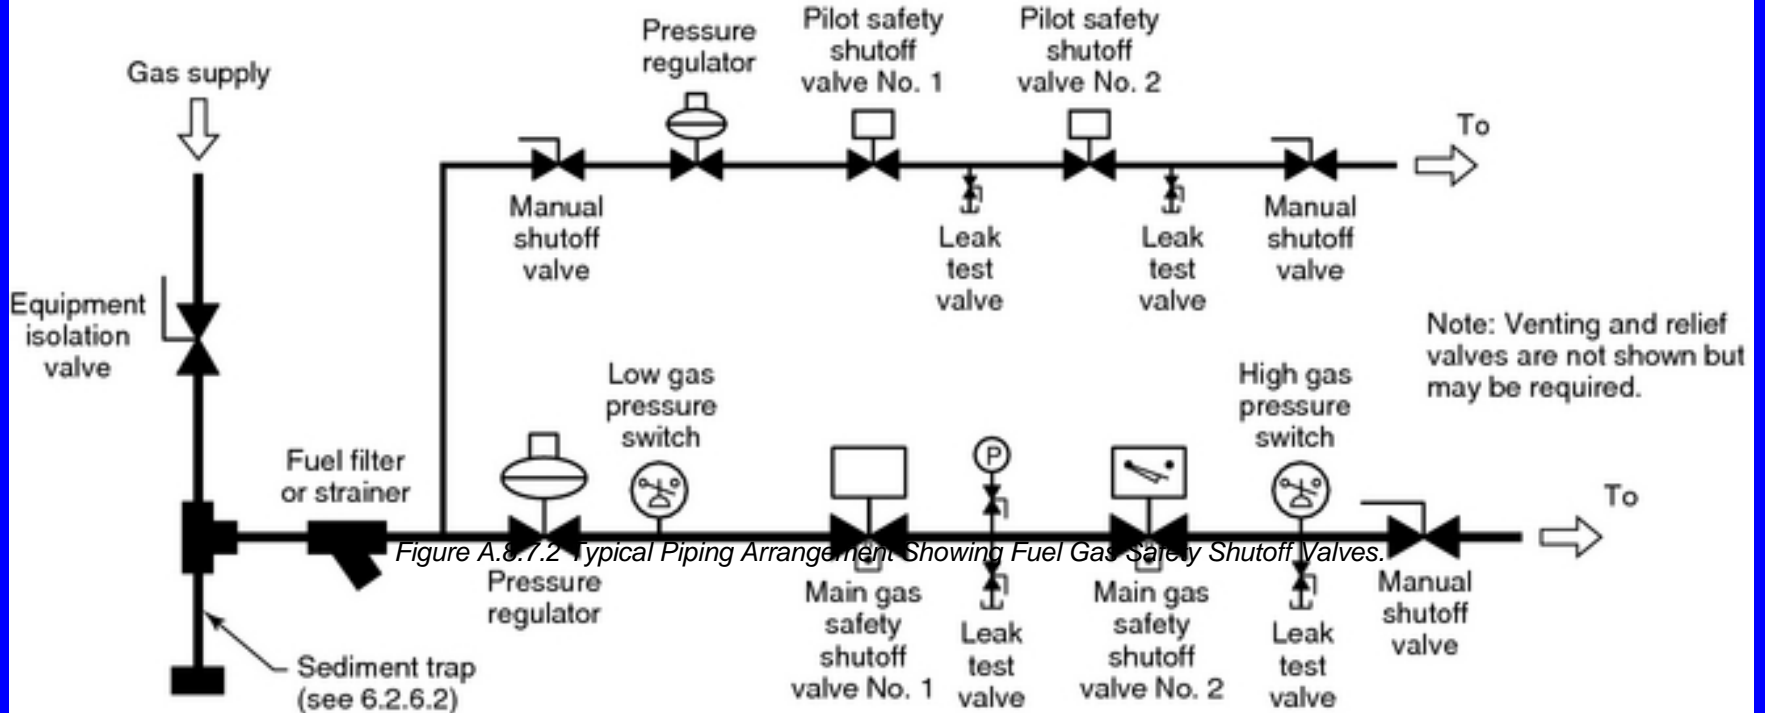 Gas supply
Pressure
regulator
Pilot safety
shutoff
valve No. 1
Pilot safety
shutoff
valve No. 2
To
Manual
shutoff
valve
Leak
test
valve
Leak
test
valve
Manual
shutoff
valve
Equipment
isolation
valve
Note: Venting and relief
valves are not shown but
may be required.
Low gas
pressure
switch
High gas
pressure
switch
Fuel filter
or strainer
P
To
Figure A.8.7.2 Typical Piping Arrangement Showing Fuel Gas Safety Shutoff Valves.
Pressure
regulator
Main gas
safety
shutoff
valve No. 1
Leak
test
valve
Main gas
safety
shutoff
valve No. 2
Leak
test
valve
Manual
shutoff
valve
Sediment trap
(see 6.2.6.2)